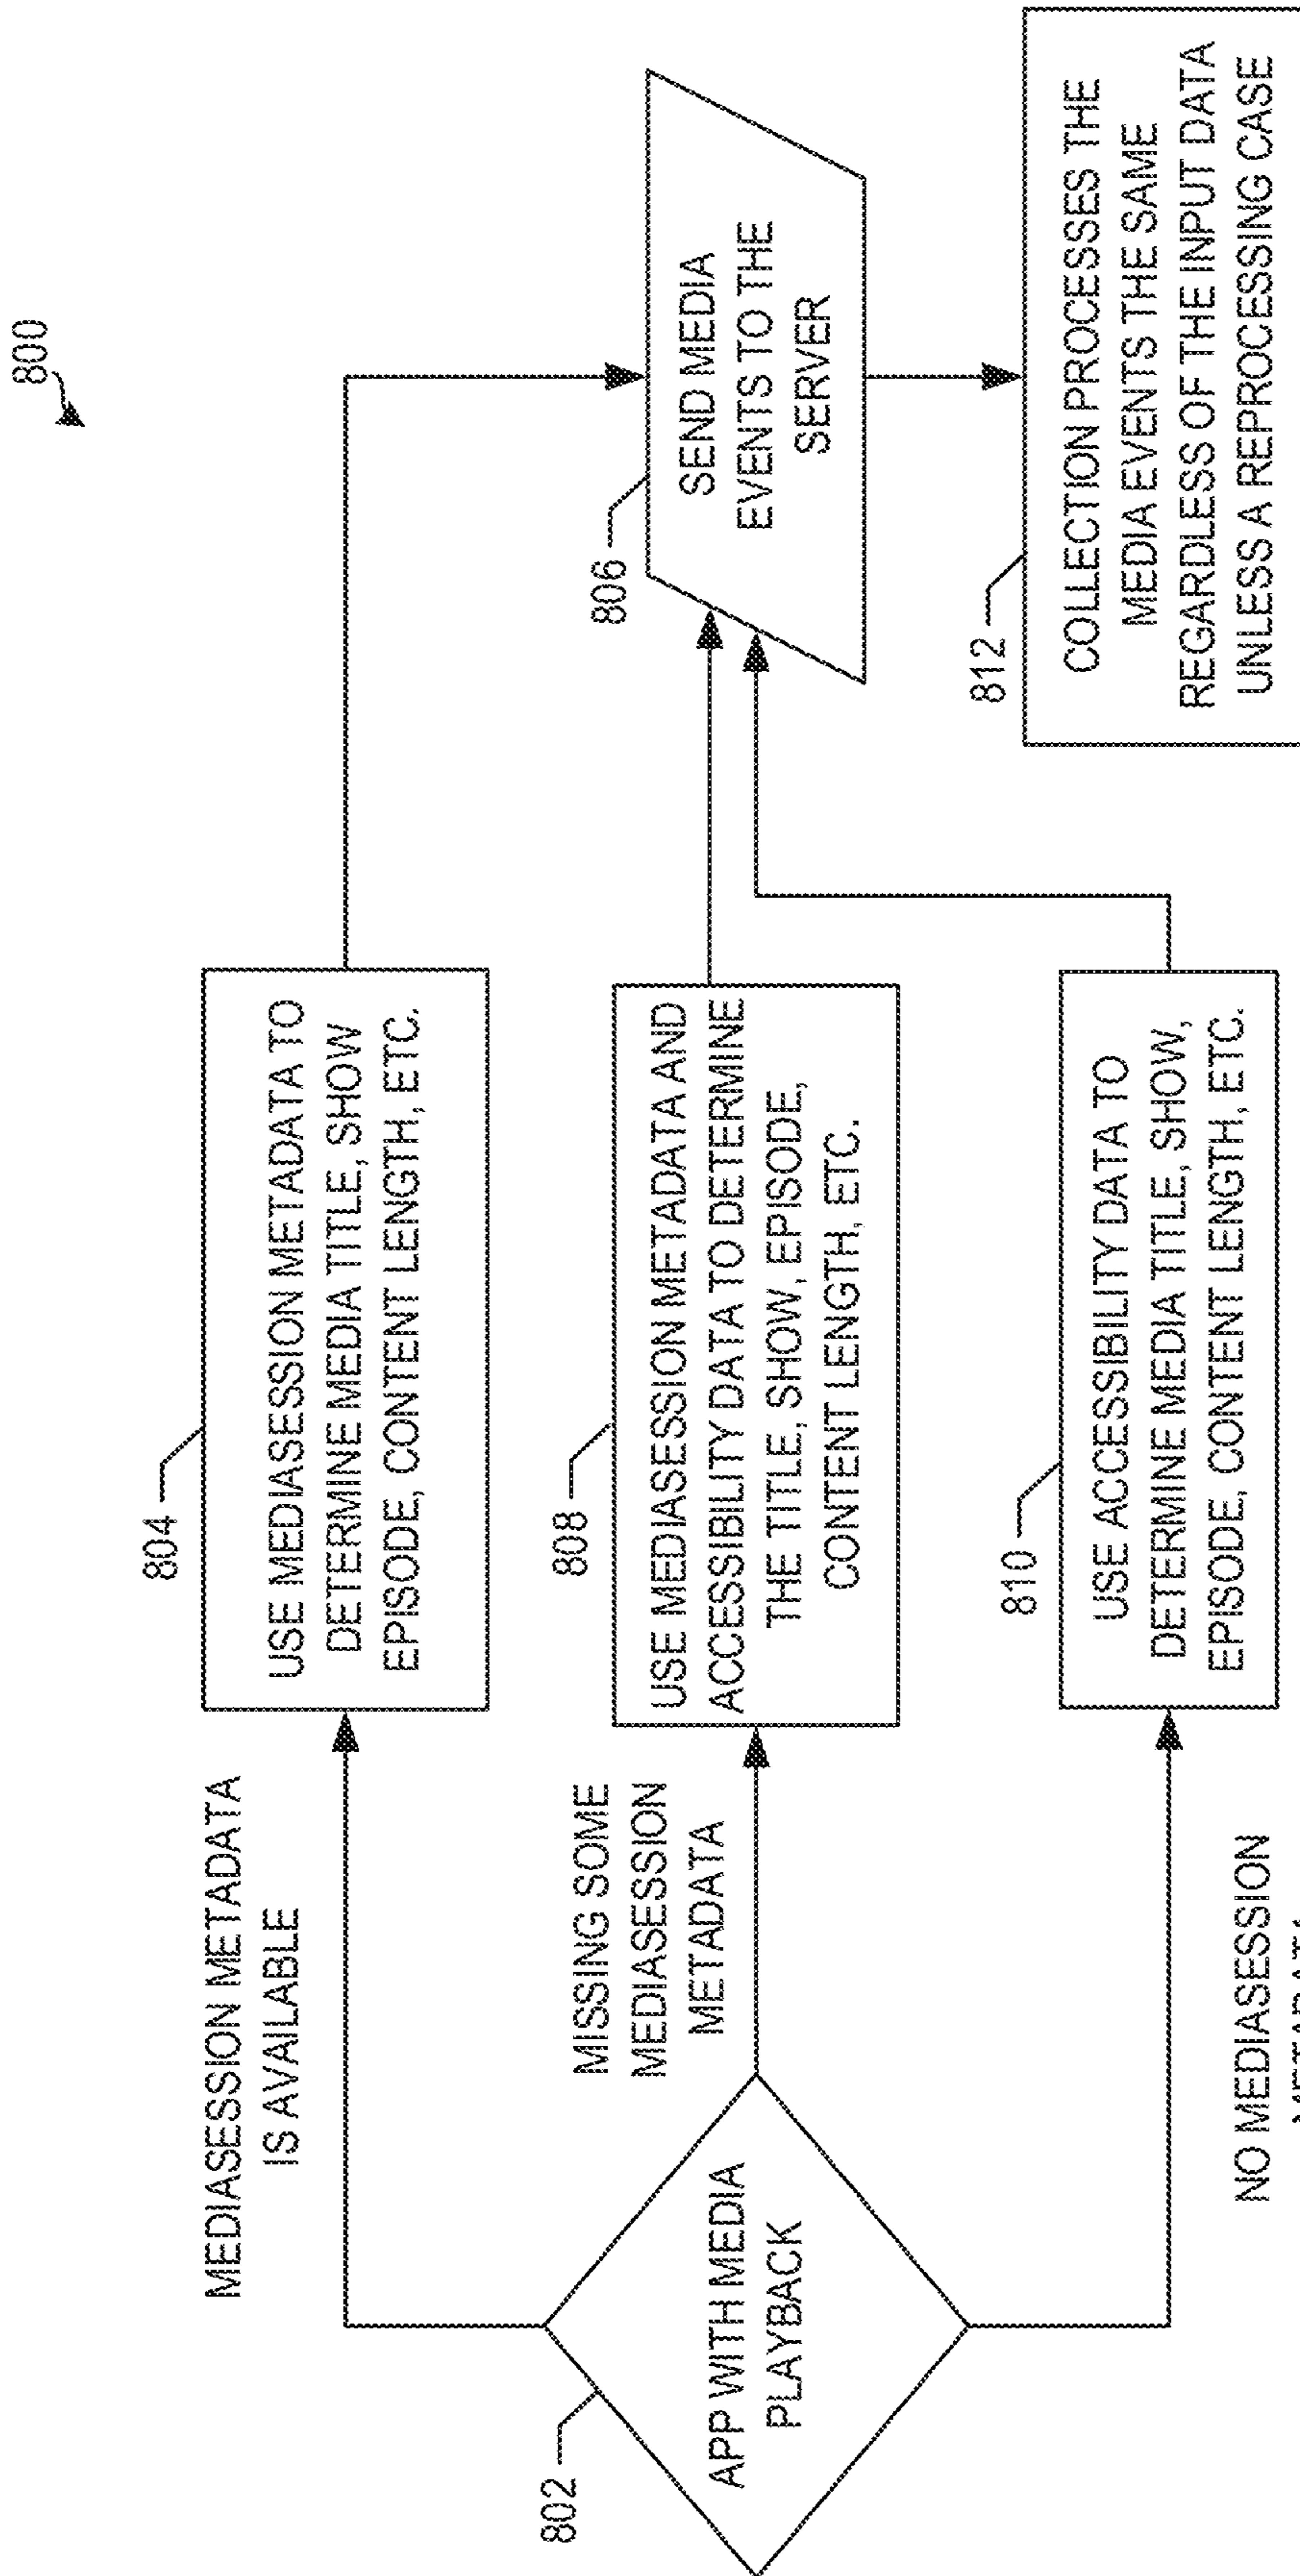 800
802
APP WITH MEDIA
PLAYBACK
MEDIASESSION METADATA
IS AVAILABLE
804
USE MEDIASESSION METADATA TO
DETERMINE MEDIA TITLE, SHOW
EPISODE, CONTENT LENGTH, ETC.
MISSING SOME
MEDIASESSION
METADATA
808
USE MEDIASESSION METADATA AND
ACCESSIBILITY DATA TO DETERMINE
THE TITLE, SHOW, EPISODE,
CONTENT LENGTH, ETC.
NO MEDIASESSION
METADATA
810
USE ACCESSIBILITY DATA TO
DETERMINE MEDIA TITLE, SHOW,
EPISODE, CONTENT LENGTH, ETC.
806
SEND MEDIA
EVENTS TO THE
SERVER
812
COLLECTION PROCESSES THE
MEDIA EVENTS THE SAME
REGARDLESS OF THE INPUT DATA
UNLESS A REPROCESSING CASE